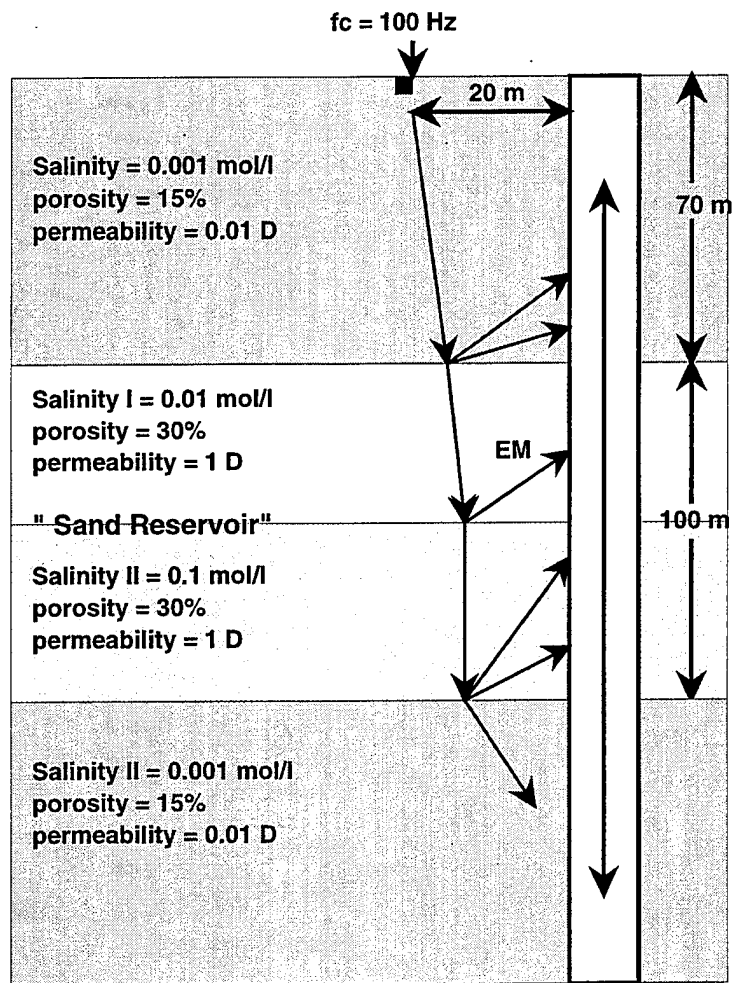 fc = 100 Hz
20 m
Salinity = 0.001 mol/l
porosity = 15%
permeability = 0.01 D
70 m
Salinity I = 0.01 mol/l
porosity = 30%
permeability = 1 D
EM
" Sand Reservoir"
100 m
Salinity II = 0.1 mol/l
porosity = 30%
permeability = 1 D
Salinity II = 0.001 mol/l
porosity = 15%
permeability = 0.01 D